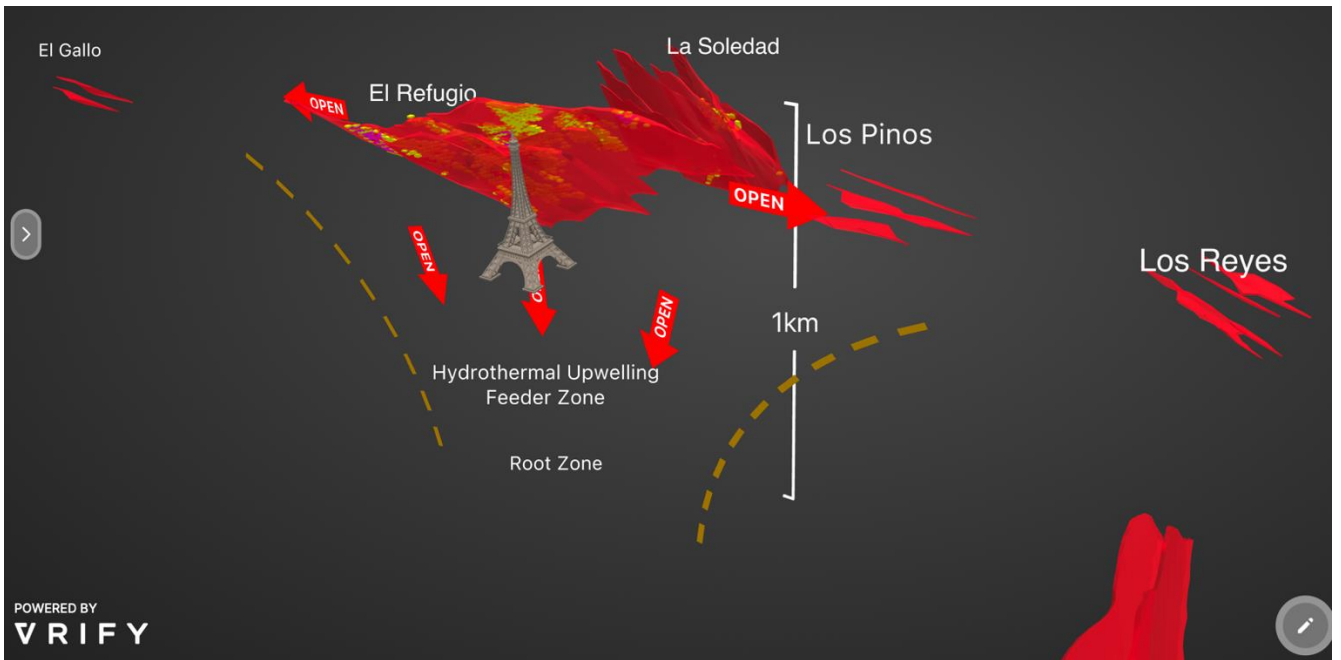 El Gallo
La Soledad
El Refugio
OPEN
Los Pinos
OPEN
OPEN
Los Reyes
OPEN
1km
Hydrothermal Upwelling
Feeder Zone
Root Zone
POWERED BY
VRIFY